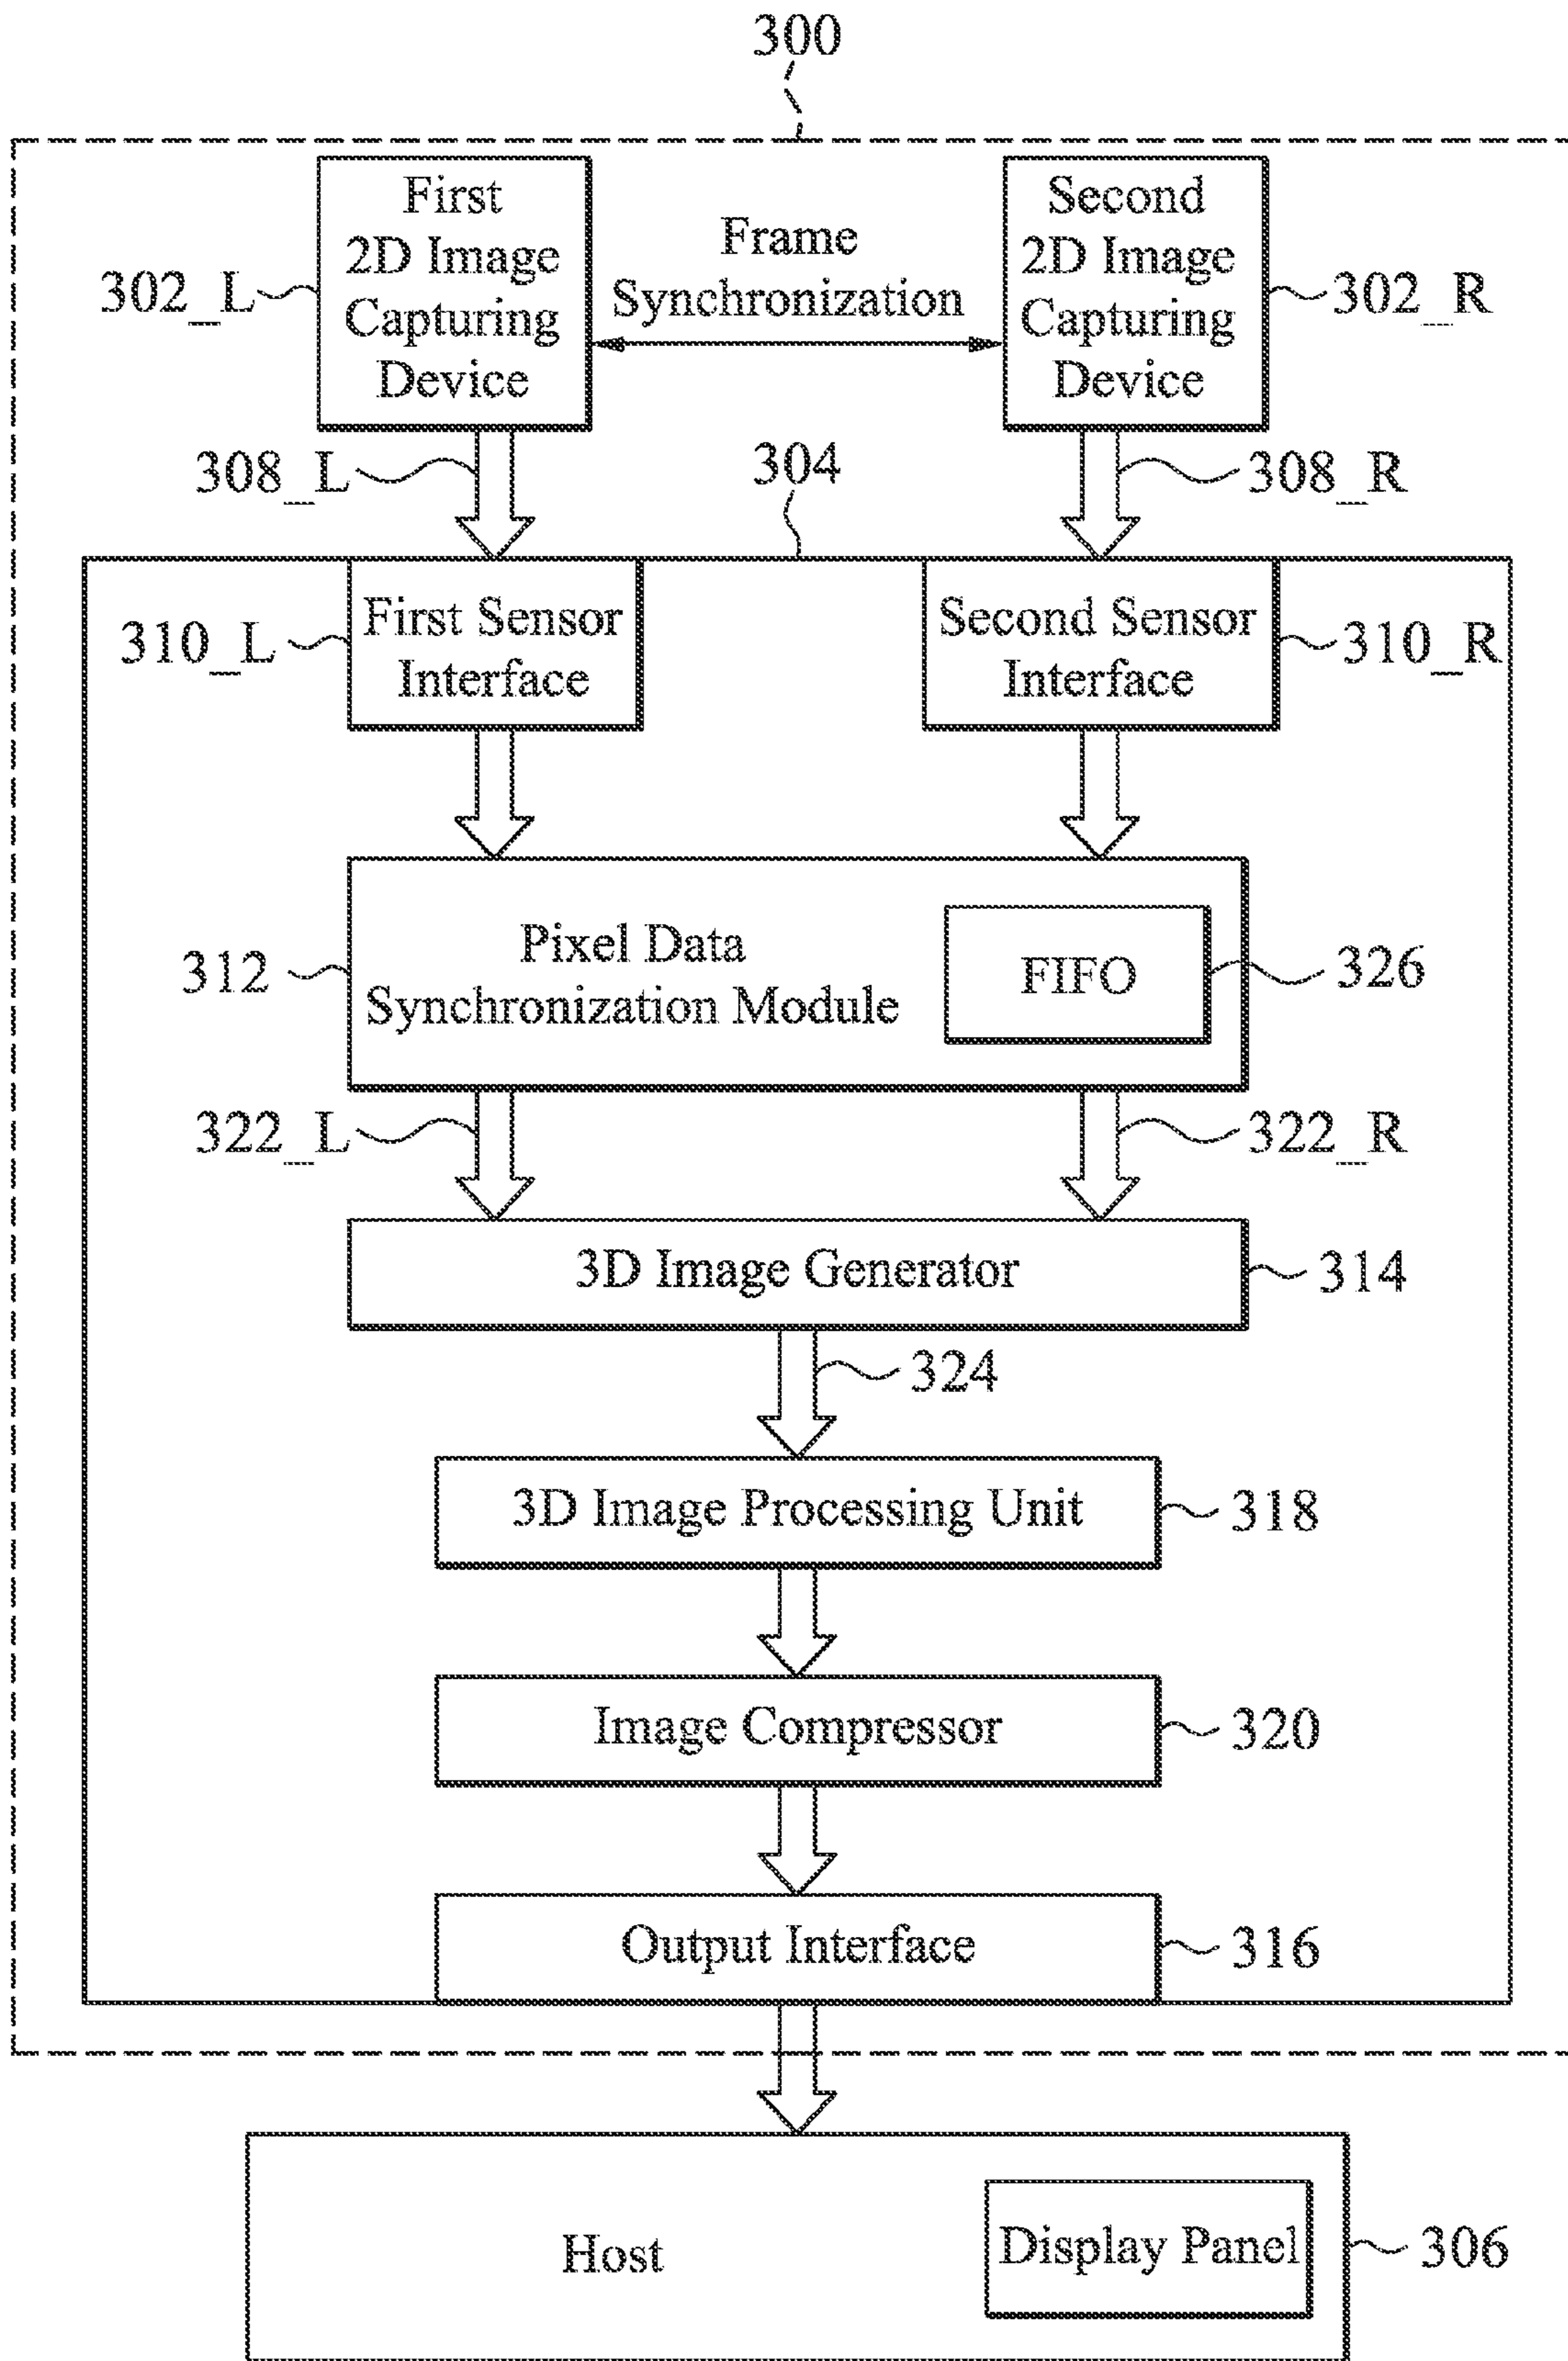 300
First
2D Image
Capturing
Device
Frame
Synchronization
Second
2D Image
Capturing
Device
302_L
302_R
308_L
304
308_R
First Sensor
Interface
Second Sensor
Interface
310_L
310_R
Pixel Data
Synchronization Module
FIFO
312
326
322_L
322_R
3D Image Generator
314
324
3D Image Processing Unit
318
Image Compressor
320
Output Interface
316
Host
Display Panel
306